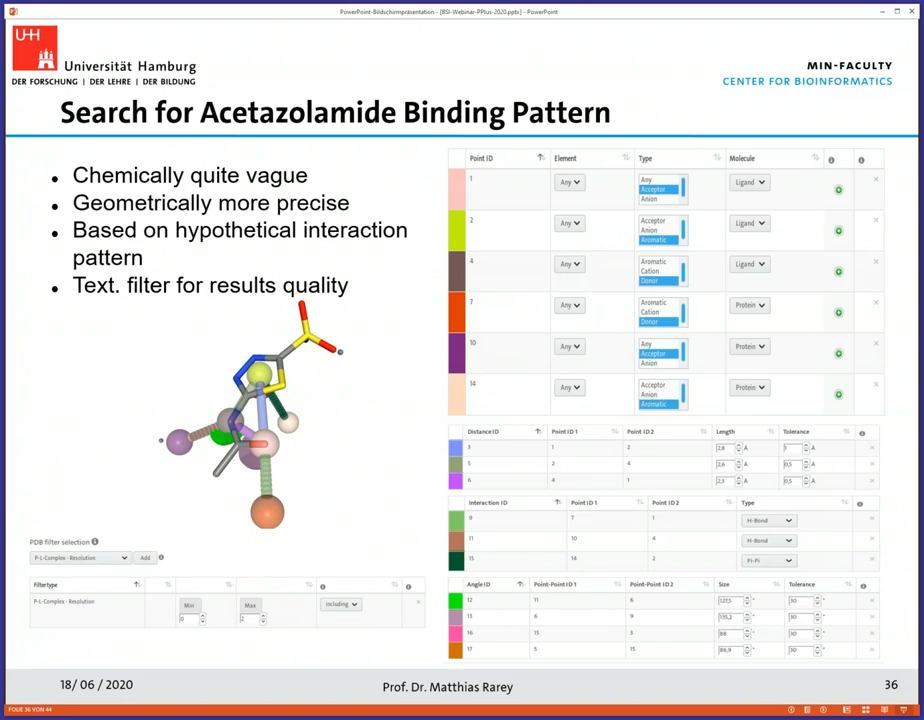 PowerPoint-Bildschirmpräsentation - [BSI-Webinar-PPlus-2020.pptx] - PowerPoint
UHH
Universität Hamburg
DER FORSCHUNG | DER LEHRE | DER BILDUNG
MIN-FACULTY
CENTER FOR BIOINFORMATICS
Search for Acetazolamide Binding Pattern
• Chemically quite vague
• Geometrically more precise
• Based on hypothetical interaction
pattern
• Text. filter for results quality
PDB filter selection
P-L-Complex - Resolution Add
Filtertype
P-L-Complex - Resolution Min Max including
0 2
Point ID Element Type Molecule
1 Any Any Acceptor Anion Ligand
2 Any Acceptor Anion Aromatic Ligand
4 Any Aromatic Cation Donor Ligand
7 Any Aromatic Cation Donor Protein
10 Any Any Acceptor Anion Protein
14 Any Acceptor Anion Aromatic Protein
Distance ID Point ID 1 Point ID 2 Length Tolerance
3 1 2 2,8 A 1 A
5 2 4 2,6 A 0,5 A
6 4 1 2,3 A 0,5 A
Interaction ID Point ID 1 Point ID 2 Type
9 7 1 H-Bond
11 10 4 H-Bond
15 14 2 Pi-Pi
Angle ID Point-Point ID 1 Point-Point ID 2 Size Tolerance
12 11 6 127,5 ° 30 °
13 6 9 135,2 ° 30 °
16 15 3 88 ° 30 °
17 5 15 86,9 ° 30 °
18/ 06 / 2020
Prof. Dr. Matthias Rarey
36
FOLIE 36 VON 44